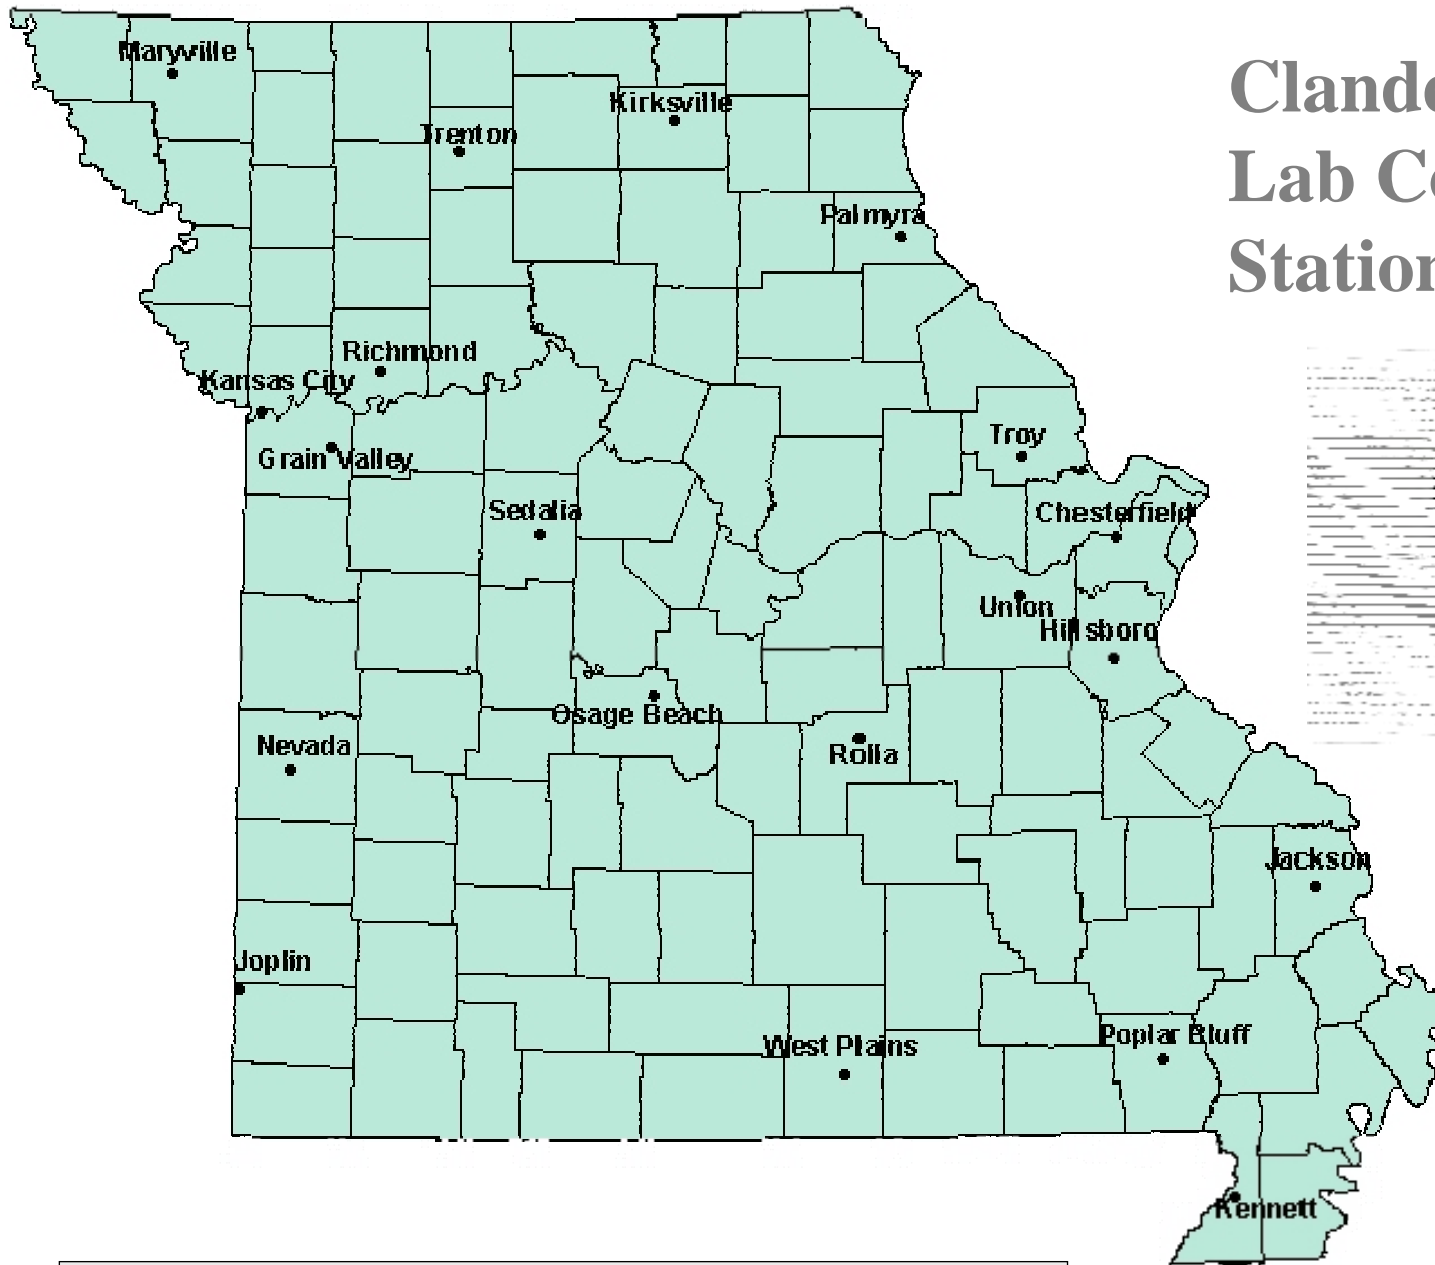 Maryville
Kirksville
Trenton
Palmyra
Richmond
Kansas City
Grain Valley
Troy
Sedalia
Chesterfield
Union
Hillsboro
Osage Beach
Nevada
Rolla
Jackson
Joplin
West Plains
Poplar Bluff
Kennett
Clande
Lab Co
Station